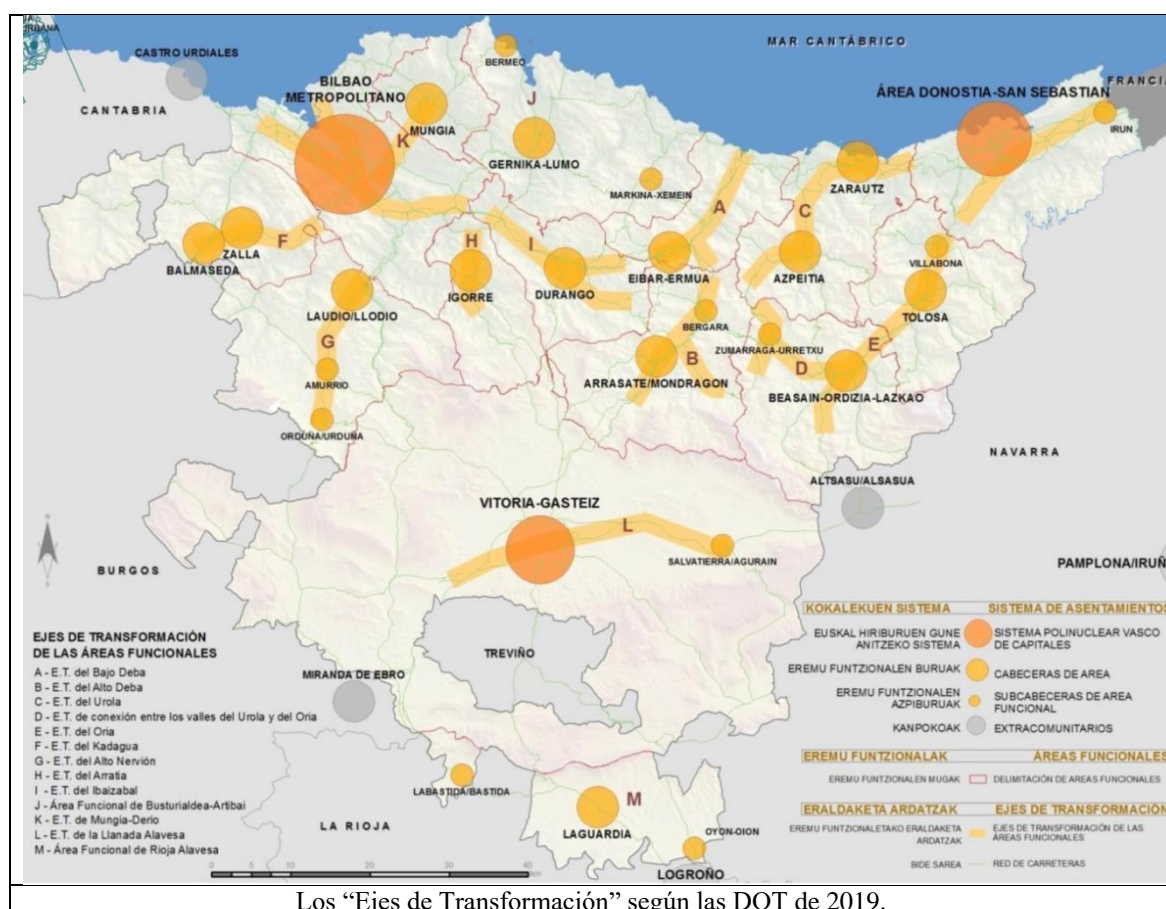 URBANA
MAR CANTÁBRICO
CASTRO URDIALES
BERMEO
FRANCIA
BILBAO
METROPOLITANO
ÁREA DONOSTIA-SAN SEBASTIAN
CANTABRIA
J
K
MUNGIA
IRUN
GERNIKA-LUMO
ZARAUTZ
MARKINA-XEMEIN
A
C
F
H
I
ZALLA
VILLABONA
BALMASEDA
EIBAR-ERMUA
AZPEITIA
IGORRE
DURANGO
LAUDIO/LLODIO
TOLOSA
BERGARA
G
ZUMARRAGA-URRETXU
E
B
D
AMURRIO
ARRASATE/MONDRAGON
BEASAIN-ORDIZIA-LAZKAO
ORDUÑA/URDUÑA
NAVARRA
ALTSASU/ALSASUA
VITORIA-GASTEIZ
L
N
SALVATIERRA/AGURAIN
BURGOS
PAMPLONA/IRUÑ
KOKALEKUEN SISTEMA SISTEMA DE ASENTAMIENTOS
EUSKAL HIRIBURUEN GUNE
ANITZEKO SISTEMA
SISTEMA POLINUCLEAR VASCO
DE CAPITALES
EREMU FUNTZIONALEN BURUAK CABECERAS DE AREA
EREMU FUNTZIONALEN
AZPIBURUAK
SUBCABECERAS DE AREA
FUNCIONAL
KANPOKOAK EXTRACOMUNITARIOS
EREMU FUNTZIONALAK ÁREAS FUNCIONALES
EREMU FUNTZIONALEN MUGAK DELIMITACIÓN DE AREAS FUNCIONALES
ERALDAKETA ARDATZAK EJES DE TRANSFORMACIÓN
EREMU FUNTZIONALETAKO ERALDAKETA
ARDATZAK
EJES DE TRANSFORMACIÓN DE LAS
ÁREAS FUNCIONALES
BIDE SAREA RED DE CARRETERAS
TREVIÑO
MIRANDA DE EBRO
EJES DE TRANSFORMACIÓN
DE LAS ÁREAS FUNCIONALES
A - E.T. del Bajo Deba
B - E.T. del Alto Deba
C - E.T. del Urola
D - E.T. de conexión entre los valles del Urola y del Oria
E - E.T. del Oria
F - E.T. del Kadagua
G - E.T. del Alto Nervión
H - E.T. del Arratia
I - E.T. del Ibaizabal
J - Área Funcional de Busturialdea-Artibai
K - E.T. de Mungia-Derio
L - E.T. de la Llanada Alavesa
M - Área Funcional de Rioja Alavesa
LABASTIDA/BASTIDA
M
LA RIOJA
LAGUARDIA
OYON-OION
LOGROÑO
0 10 20 30 40
Los “Ejes de Transformación” según las DOT de 2019.